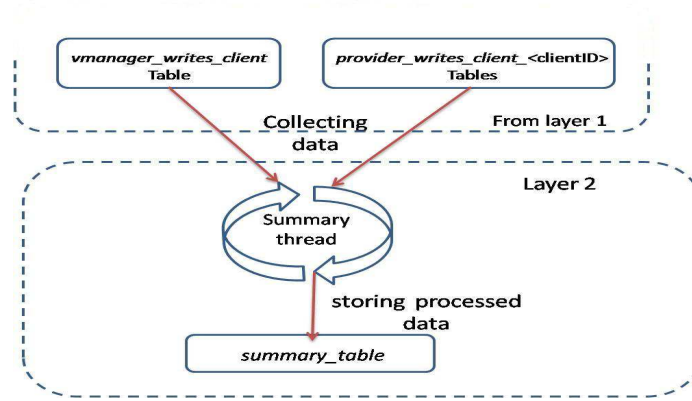 vmanager_writes_client
Table
provider_writes_client_<clientID>
Tables
Collecting
data
From layer 1
Layer 2
Summary
thread
storing processed
data
summary_table